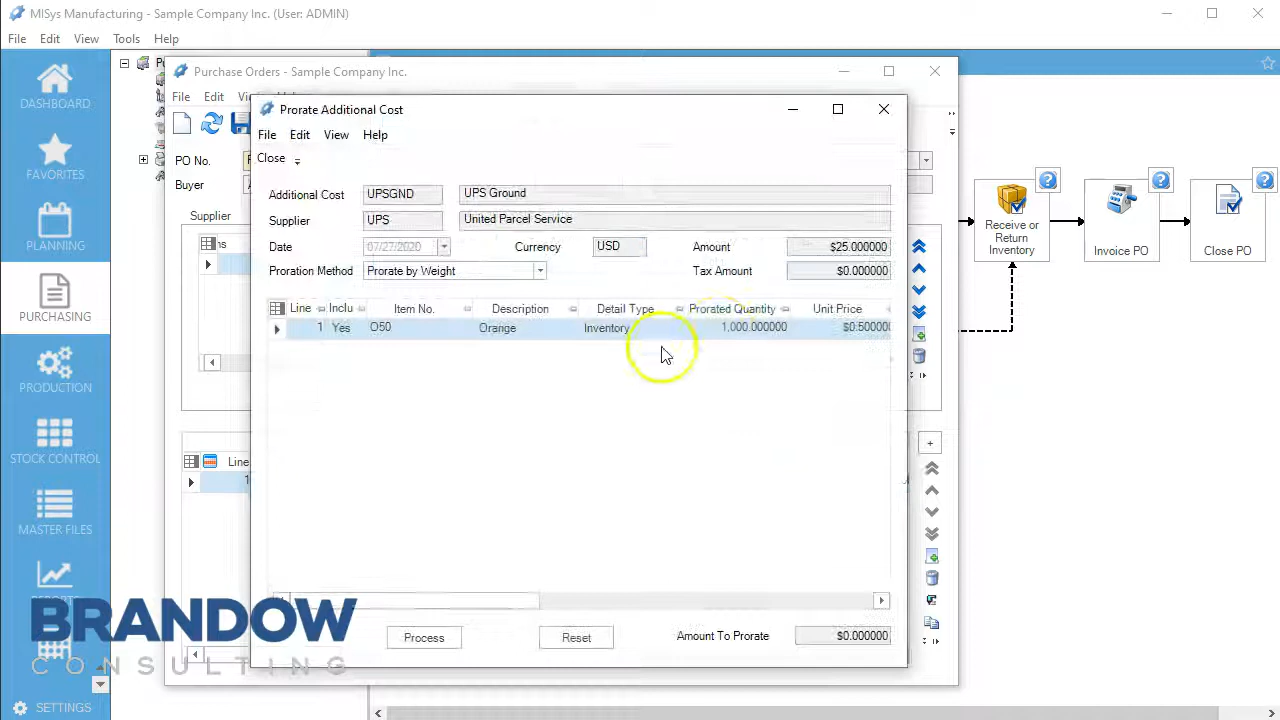 MISys Manufacturing - Sample Company Inc. (User: ADMIN)
File Edit View Tools Help
DASHBOARD
FAVORITES
PLANNING
PURCHASING
PRODUCTION
STOCK CONTROL
MASTER FILES
SETTINGS
Purchase Orders - Sample Company Inc.
File Edit
PO No.
Buyer
Supplier
Line
1
Prorate Additional Cost
File Edit View Help
Close
Additional Cost UPSGND UPS Ground
Supplier UPS United Parcel Service
Date 07/27/2020 Currency USD Amount $25.000000
Proration Method Prorate by Weight Tax Amount $0.000000
Line Inclu Item No. Description Detail Type Prorated Quantity Unit Price
1 Yes O50 Orange Inventory 1,000.000000 $0.50000
Process Reset Amount To Prorate $0.000000
Receive or
Return
Inventory
Invoice PO
Close PO
BRANDOW
CONSULTING